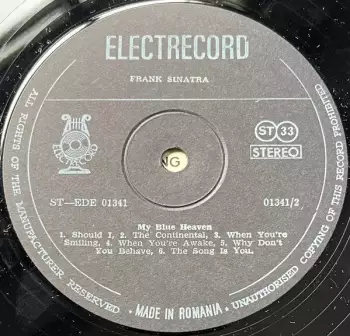 ELECTRECORD
FRANK SINATRA
ST 33
STEREO
ELECTRECORD
NG
ST—EDE 01341
01341/2
My Blue Heaven
1. Should I, 2. The Continental, 3. When You're
Smiling, 4. When You're Awake, 5. Why Don't
You Behave, 6. The Song Is You.
ALL RIGHTS OF THE MANUFACTURER RESERVED • MADE IN ROMANIA • UNAUTHORISED COPYING OF THIS RECORD PROHIBITED